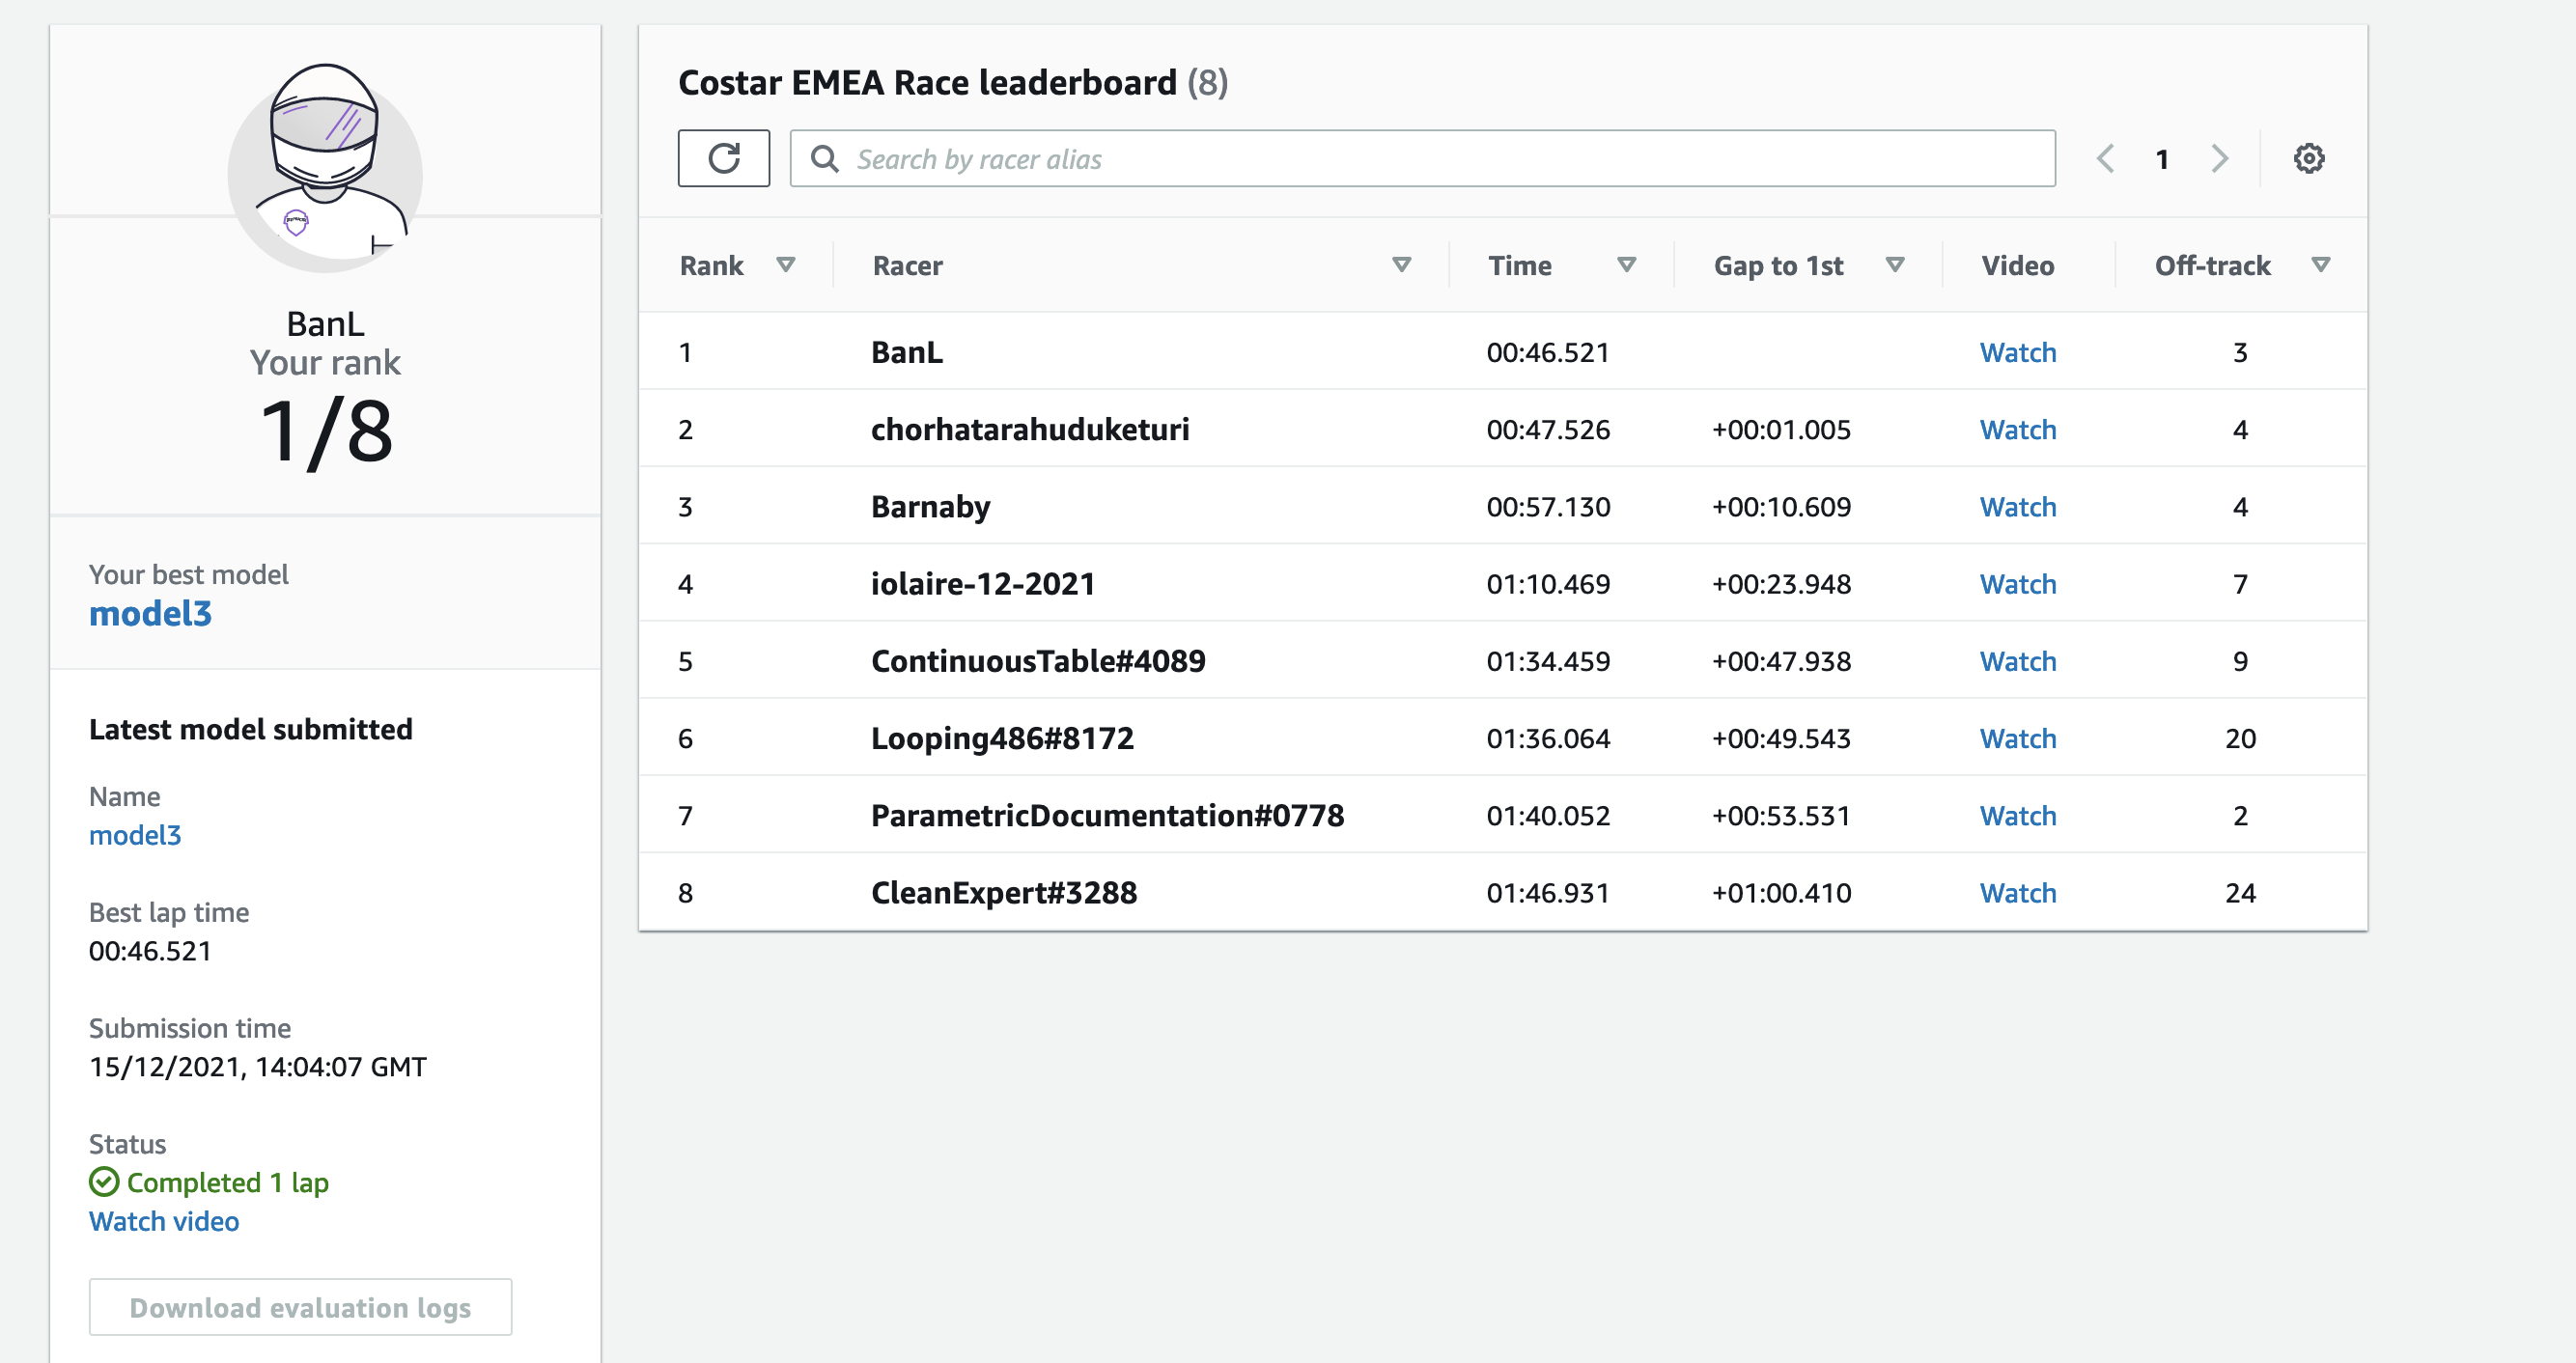 BanL
Your rank
1/8
Your best model
model3
Latest model submitted
Name
model3
Best lap time
00:46.521
Submission time
15/12/2021, 14:04:07 GMT
Status
Completed 1 lap
Watch video
Download evaluation logs
Costar EMEA Race leaderboard (8)
Search by racer alias
1
Rank Racer Time Gap to 1st Video Off-track
1 BanL 00:46.521 Watch 3
2 chorhatarahuduketuri 00:47.526 +00:01.005 Watch 4
3 Barnaby 00:57.130 +00:10.609 Watch 4
4 iolaire-12-2021 01:10.469 +00:23.948 Watch 7
5 ContinuousTable#4089 01:34.459 +00:47.938 Watch 9
6 Looping486#8172 01:36.064 +00:49.543 Watch 20
7 ParametricDocumentation#0778 01:40.052 +00:53.531 Watch 2
8 CleanExpert#3288 01:46.931 +01:00.410 Watch 24